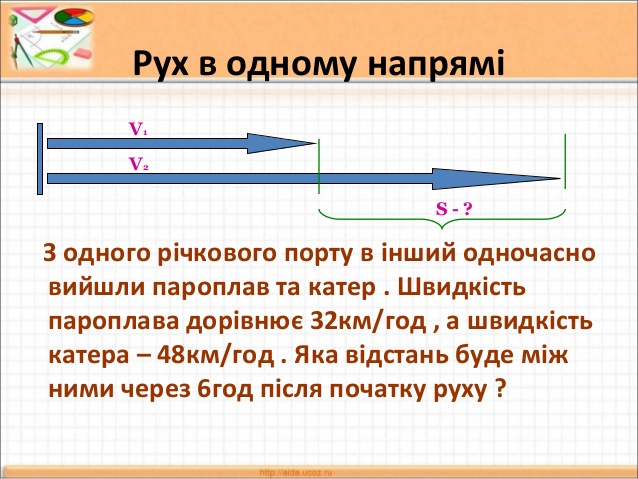 Рух в одному напрямі
V₁
V₂
S - ?
З одного річкового порту в інший одночасно
вийшли пароплав та катер . Швидкість
пароплава дорівнює 32км/год , а швидкість
катера – 48км/год . Яка відстань буде між
ними через 6год після початку руху ?
http://aida.ucoz.ru